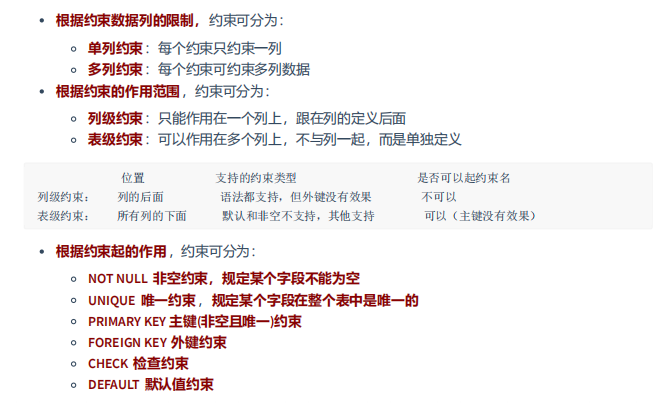 根据约束数据列的限制，约束可分为：
单列约束：每个约束只约束一列
多列约束：每个约束可约束多列数据
根据约束的作用范围，约束可分为：
列级约束：只能作用在一个列上，跟在列的定义后面
表级约束：可以作用在多个列上，不与列一起，而是单独定义
位置 支持的约束类型 是否可以起约束名
列级约束： 列的后面 语法都支持，但外键没有效果 不可以
表级约束： 所有列的下面 默认和非空不支持，其他支持 可以（主键没有效果）
根据约束起的作用，约束可分为：
NOT NULL 非空约束，规定某个字段不能为空
UNIQUE 唯一约束，规定某个字段在整个表中是唯一的
PRIMARY KEY 主键(非空且唯一)约束
FOREIGN KEY 外键约束
CHECK 检查约束
DEFAULT 默认值约束